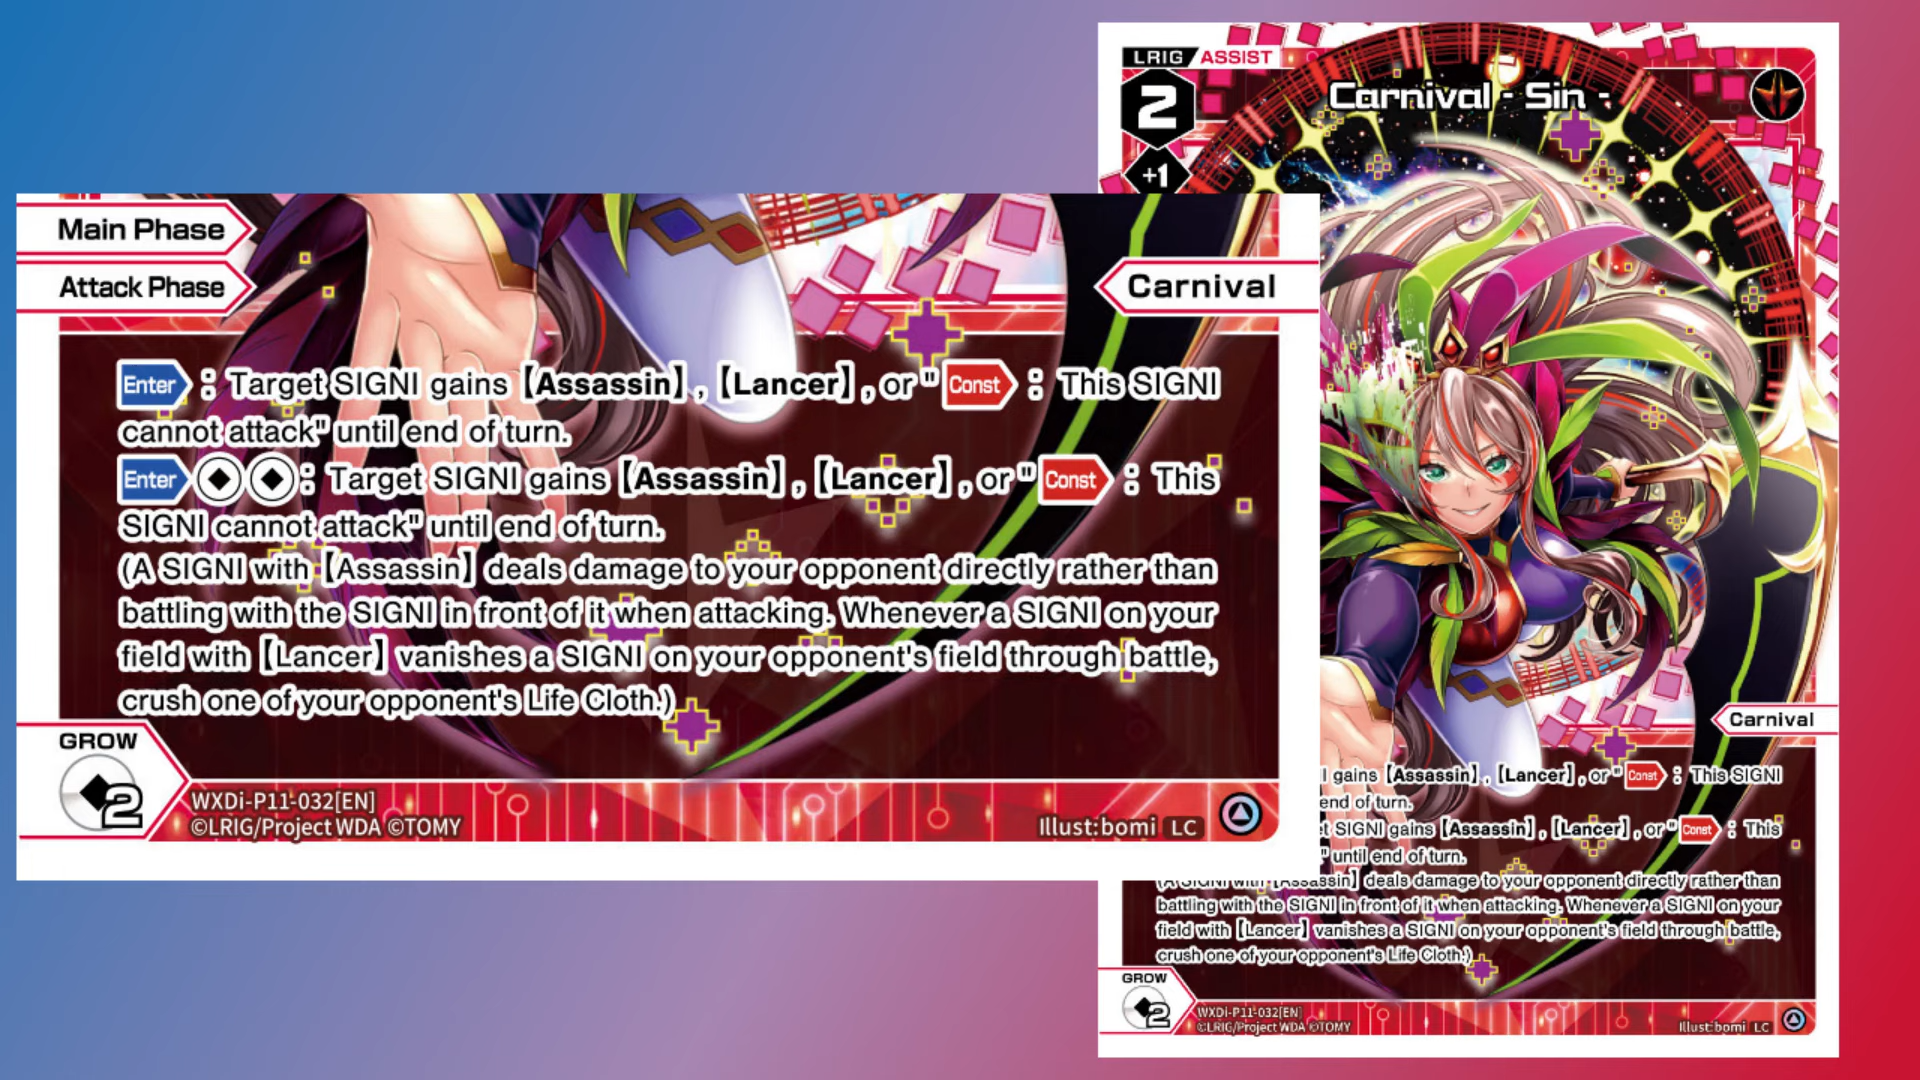 LRIG ASSIST
2
Carnival - Sin -
+1
Main Phase
Attack Phase
Carnival
Enter : Target SIGNI gains 【Assassin】, 【Lancer】, or " Const : This SIGNI
cannot attack" until end of turn.
Enter ◆ ◆ : Target SIGNI gains 【Assassin】, 【Lancer】, or " Const : This
SIGNI cannot attack" until end of turn.
(A SIGNI with 【Assassin】 deals damage to your opponent directly rather than
battling with the SIGNI in front of it when attacking. Whenever a SIGNI on your
field with 【Lancer】 vanishes a SIGNI on your opponent's field through battle,
crush one of your opponent's Life Cloth.)
GROW
◆2
WXDi-P11-032[EN]
©LRIG/Project WDA ©TOMY
Illust:bomi LC
Carnival
gains 【Assassin】, 【Lancer】, or " Const : This SIGNI
end of turn.
SIGNI gains 【Assassin】, 【Lancer】, or " Const : This
" until end of turn.
(A SIGNI with 【Assassin】 deals damage to your opponent directly rather than
battling with the SIGNI in front of it when attacking. Whenever a SIGNI on your
field with 【Lancer】 vanishes a SIGNI on your opponent's field through battle,
crush one of your opponent's Life Cloth.)
GROW
◆2
WXDi-P11-032[EN]
©LRIG/Project WDA ©TOMY
Illust:bomi LC